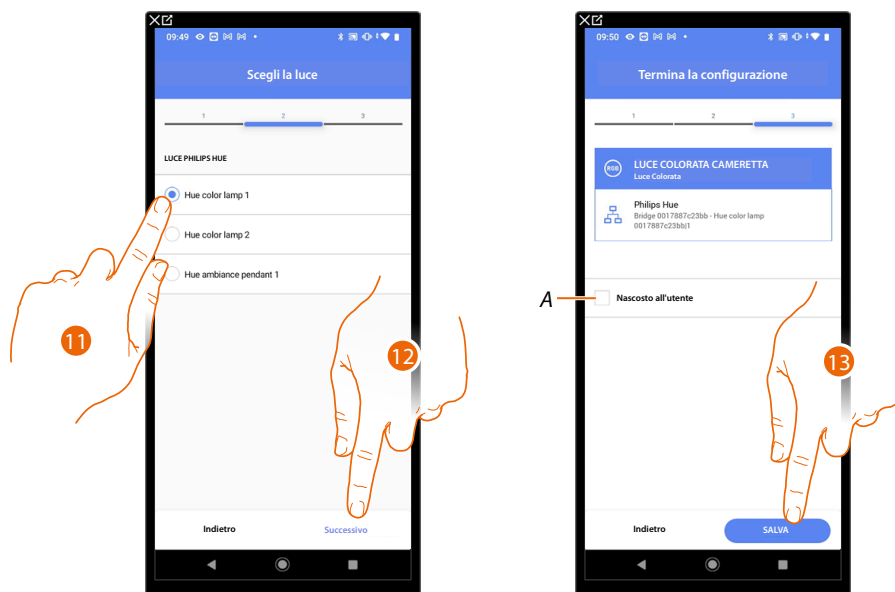 09:49
Scegli la luce
1 2 3
LUCE PHILIPS HUE
Hue color lamp 1
Hue color lamp 2
Hue ambiance pendant 1
11
12
Indietro Successivo
09:50
Termina la configurazione
1 2 3
RGB
LUCE COLORATA CAMERETTA
Luce Colorata
Philips Hue
Bridge 0017887c23bb - Hue color lamp
0017887c23bb|1
A
Nascosto all'utente
13
Indietro SALVA